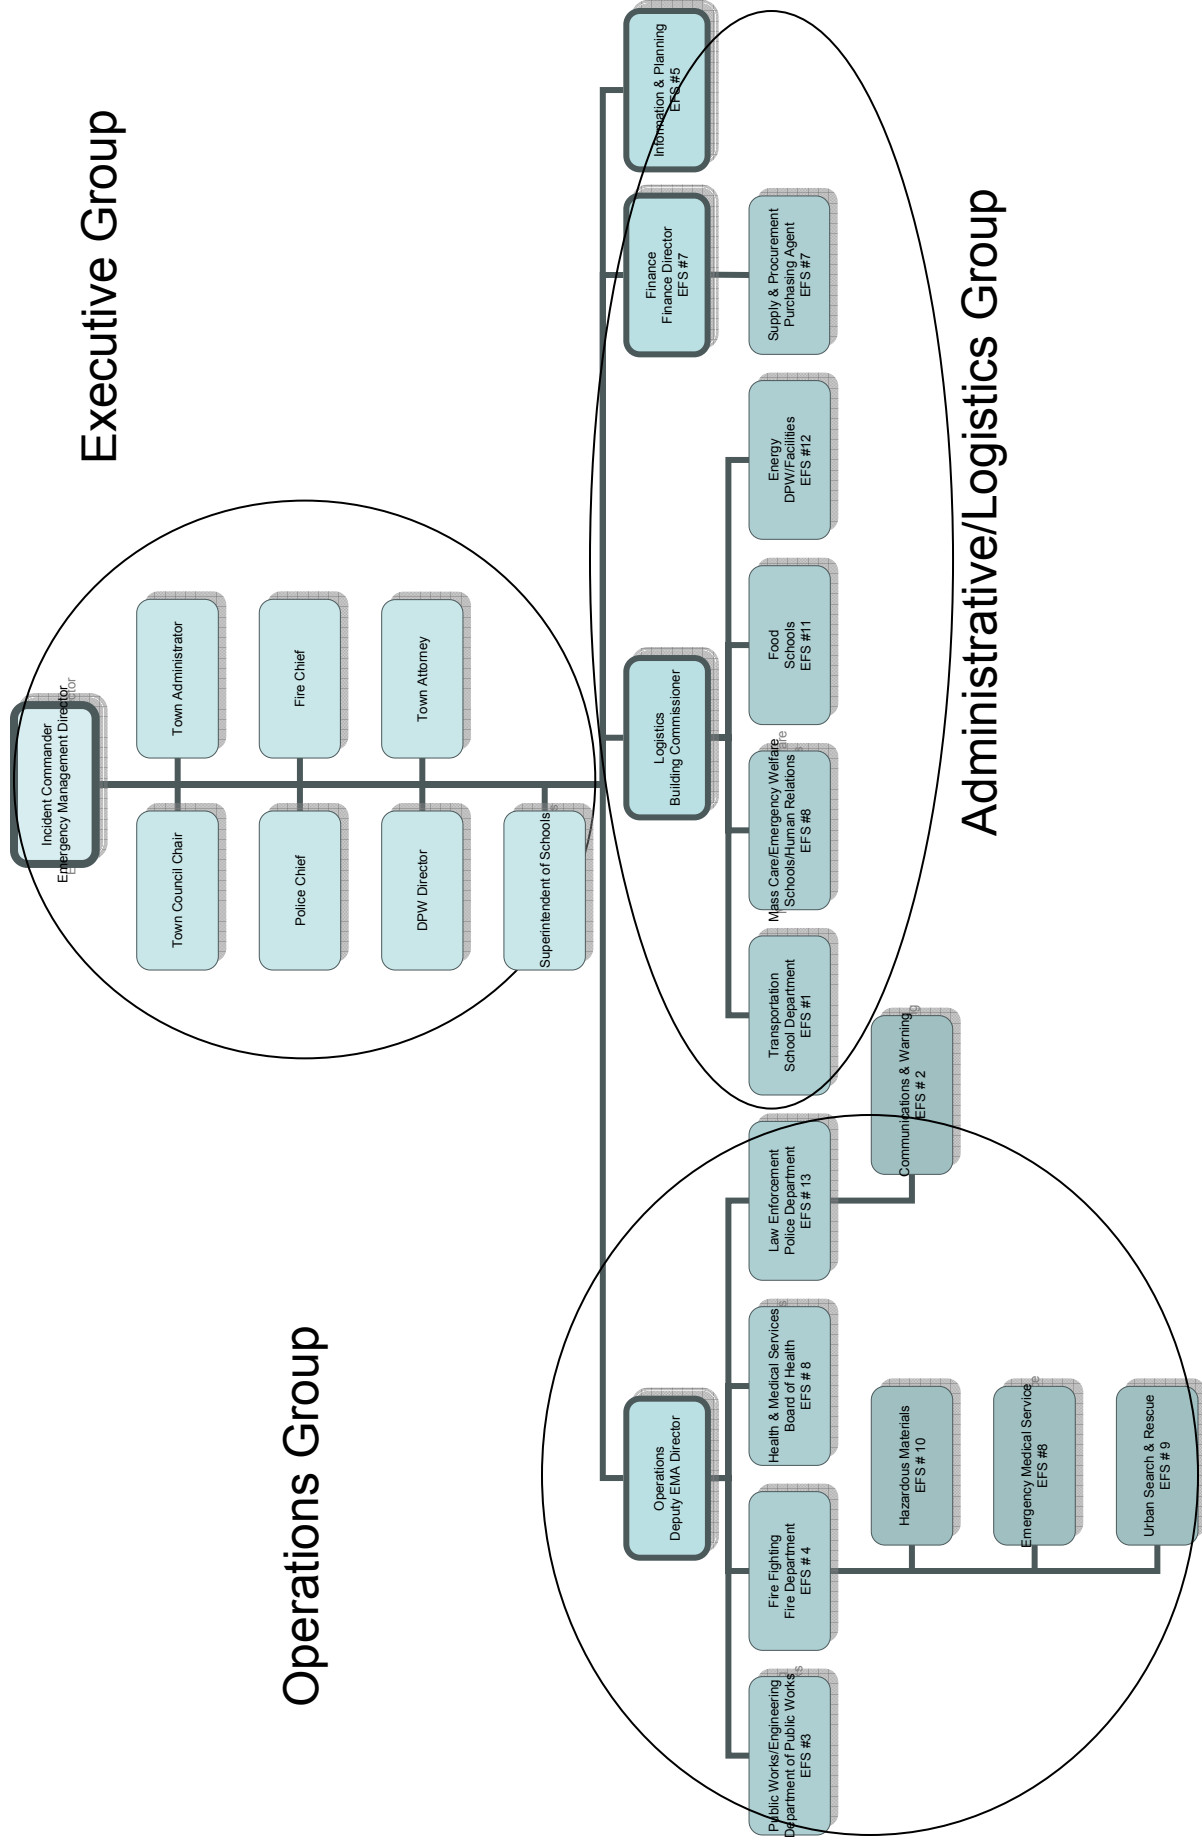 Executive Group
Incident Commander
Emergency Management Director
Town Council Chair
Town Administrator
Police Chief
Fire Chief
DPW Director
Town Attorney
Superintendent of Schools
Operations Group
Operations
Deputy EMA Director
Public Works/Engineering
Department of Public Works
EFS #3
Fire Fighting
Fire Department
EFS # 4
Hazardous Materials
EFS # 10
Emergency Medical Service
EFS #8
Urban Search & Rescue
EFS # 9
Health & Medical Services
Board of Health
EFS # 8
Law Enforcement
Police Department
EFS # 13
Communications & Warning
EFS # 2
Logistics
Building Commissioner
Transportation
School Department
EFS #1
Mass Care/Emergency Welfare
Schools/Human Relations
EFS #8
Food
Schools
EFS #11
Energy
DPW/Facilities
EFS #12
Finance
Finance Director
EFS #7
Supply & Procurement
Purchasing Agent
EFS #7
Information & Planning
EFS #5
Administrative/Logistics Group